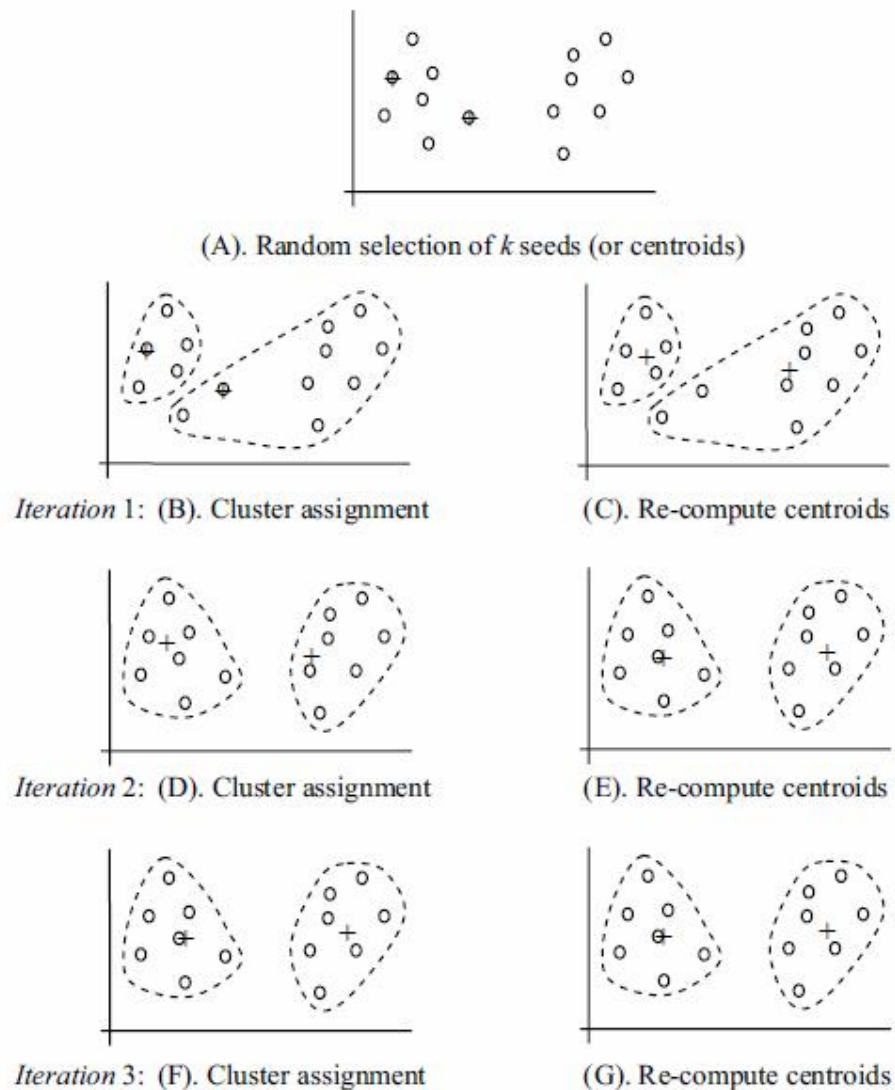 (A). Random selection of k seeds (or centroids)
Iteration 1: (B). Cluster assignment
(C). Re-compute centroids
Iteration 2: (D). Cluster assignment
(E). Re-compute centroids
Iteration 3: (F). Cluster assignment
(G). Re-compute centroids